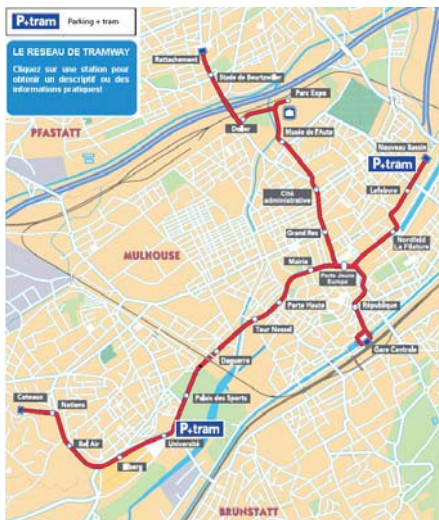 P+tram
Parking + tram
LE RESEAU DE TRAMWAY
Cliquez sur une station pour
obtenir un descriptif ou des
informations pratiques!
Rattachement
Stade de Bourtzwiller
Parc Expo
PFASTATT
Doller
Musée de l'Auto
Nouveau Bassin
P+tram
Lefebvre
Cité
administrative
Grand Rex
Nordfeld
La Filature
MULHOUSE
Mairie
Porte Jeune
Europe
Porte Haute
République
Tour Nessel
Gare Centrale
Daguerre
Palais des Sports
Coteaux
Nations
P+tram
Bel Air
Université
Illberg
BRUNSTATT